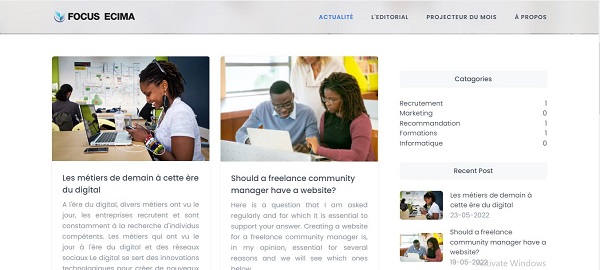 FOCUS ECIMA
ACTUALITÉ L'EDITORIAL PROJECTEUR DU MOIS À PROPOS
Les métiers de demain à cette ère
du digital
A l'ère du digital, divers métiers ont vu le
jour, les entreprises recrutent et sont
constamment à la recherche d'individus
compétents. Les métiers qui ont vu le
jour à l'ère du digital et des réseaux
sociaux Le digital se sert des innovations
technologiques pour créer de nouveaux
Should a freelance community
manager have a website?
Here is a question that I am asked
regularly and for which it is essential to
support your answer. Creating a website
for a freelance community manager is,
in my opinion, essential for several
reasons and we will see which ones
below.
Catagories
Recrutement 1
Marketing 0
Recommandation 1
Formations 1
Informatique 0
Recent Post
Les métiers de demain à
cette ère du digital
23-05-2022
Should a freelance
community manager have a
website?
19-05-2022
Activate Windows